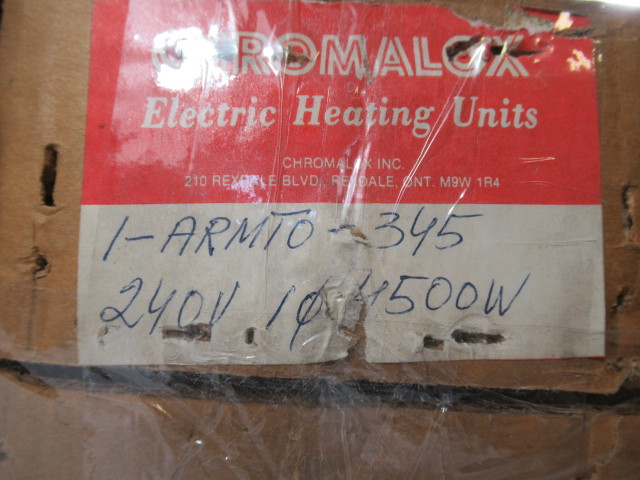 CHROMALOX
Electric Heating Units
CHROMALOX INC.
210 REXDALE BLVD., REXDALE, ONT. M9W 1R4
1-ARMTO-345
240V 1φ 4500W